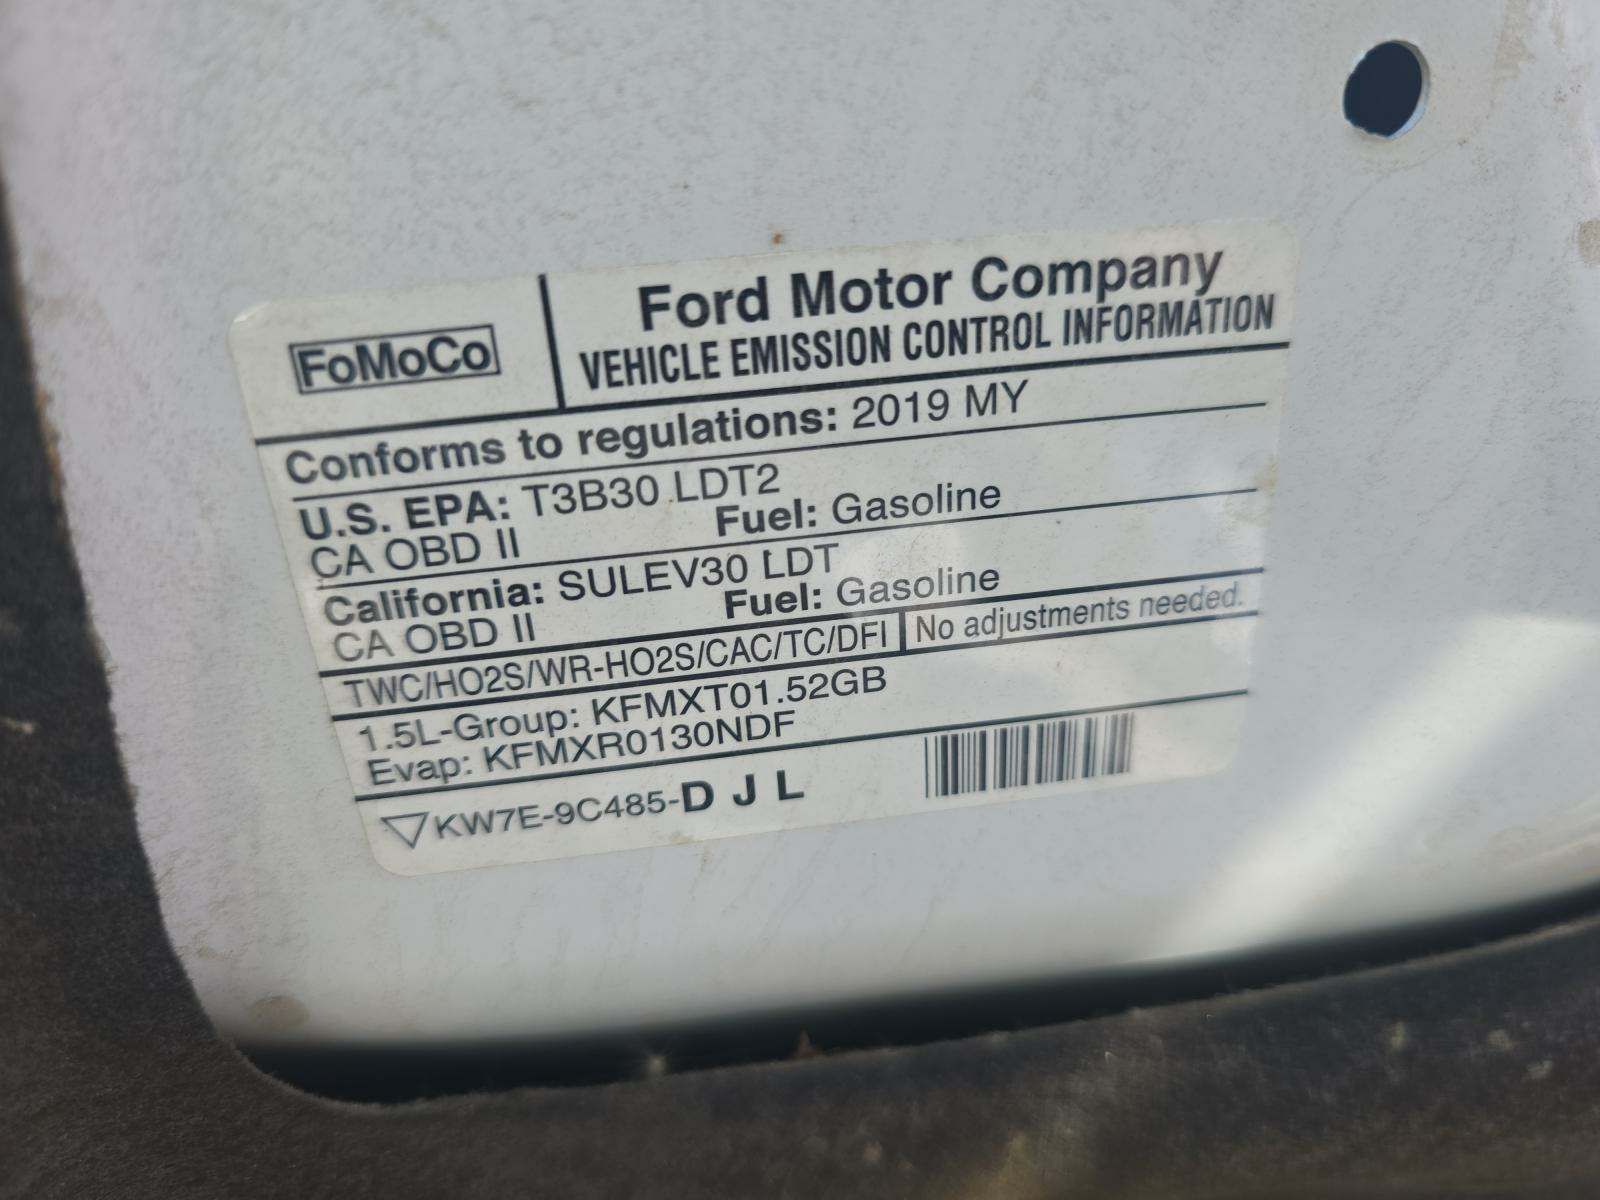 FoMoCo
Ford Motor Company
VEHICLE EMISSION CONTROL INFORMATION
Conforms to regulations: 2019 MY
U.S. EPA: T3B30 LDT2
CA OBD II Fuel: Gasoline
California: SULEV30 LDT
CA OBD II Fuel: Gasoline
TWC/HO2S/WR-HO2S/CAC/TC/DFI No adjustments needed.
1.5L-Group: KFMXT01.52GB
Evap: KFMXR0130NDF
KW7E-9C485-D J L